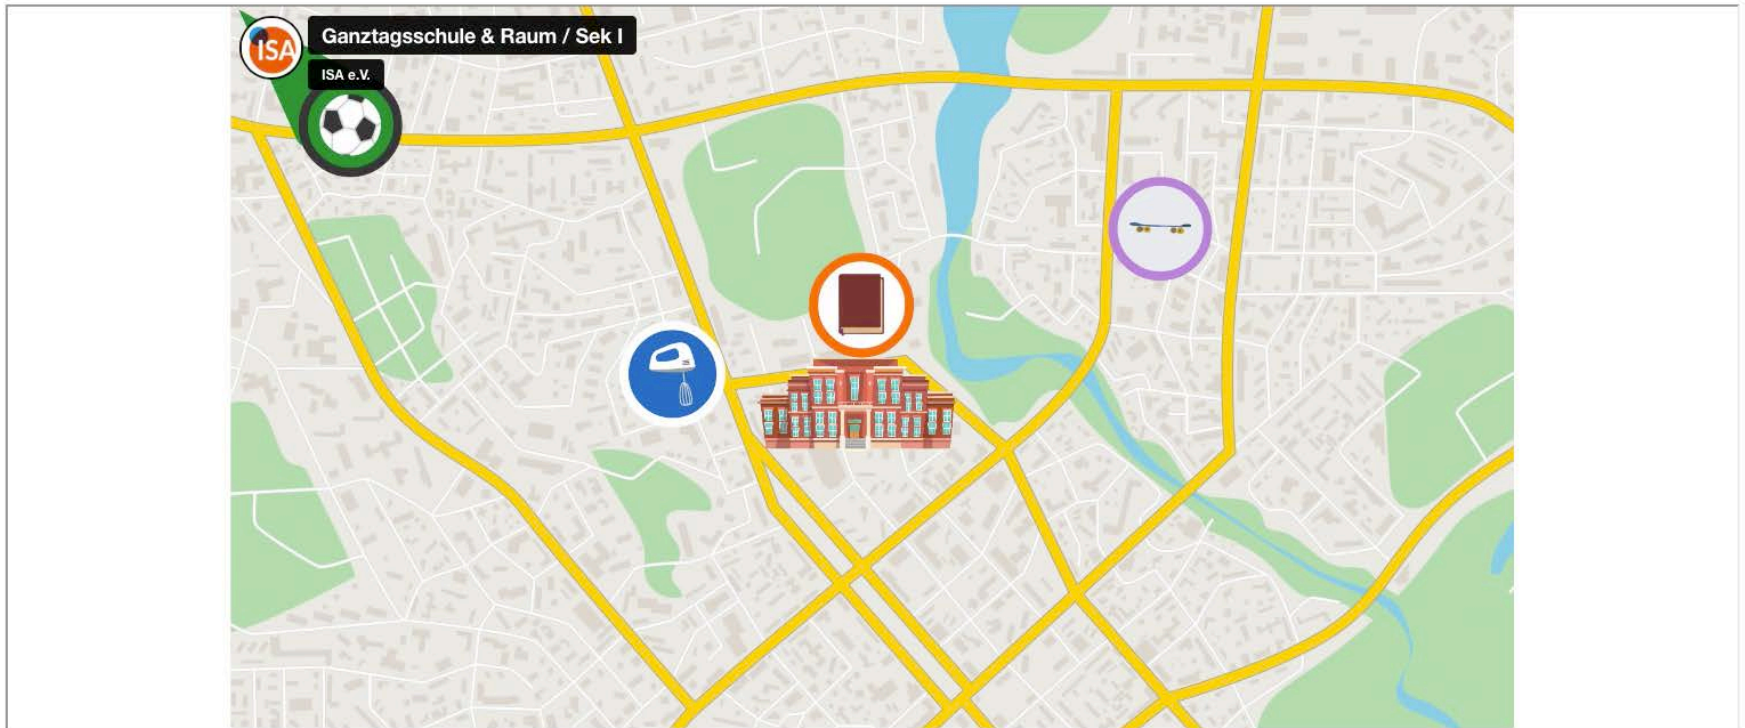 ISA
Ganztagsschule & Raum / Sek I
ISA e.V.